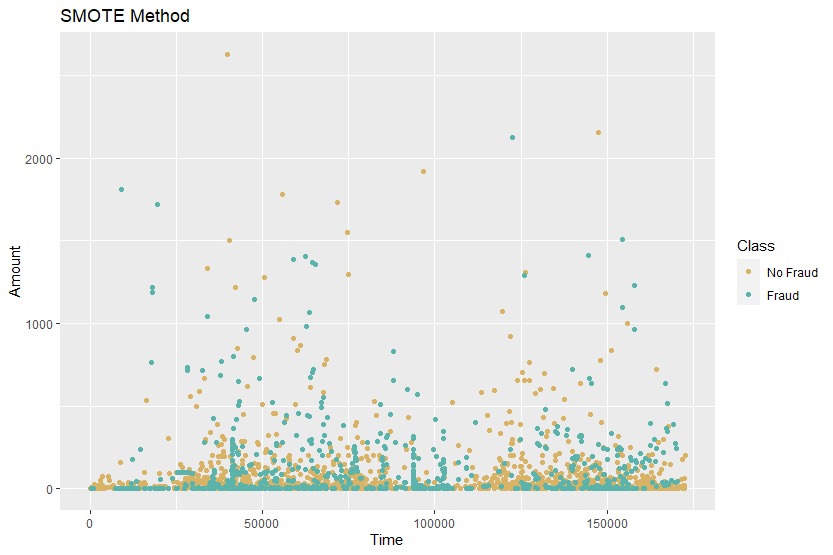 SMOTE Method
2000
1000
0
Amount
0 50000 100000 150000
Time
Class
No Fraud
Fraud